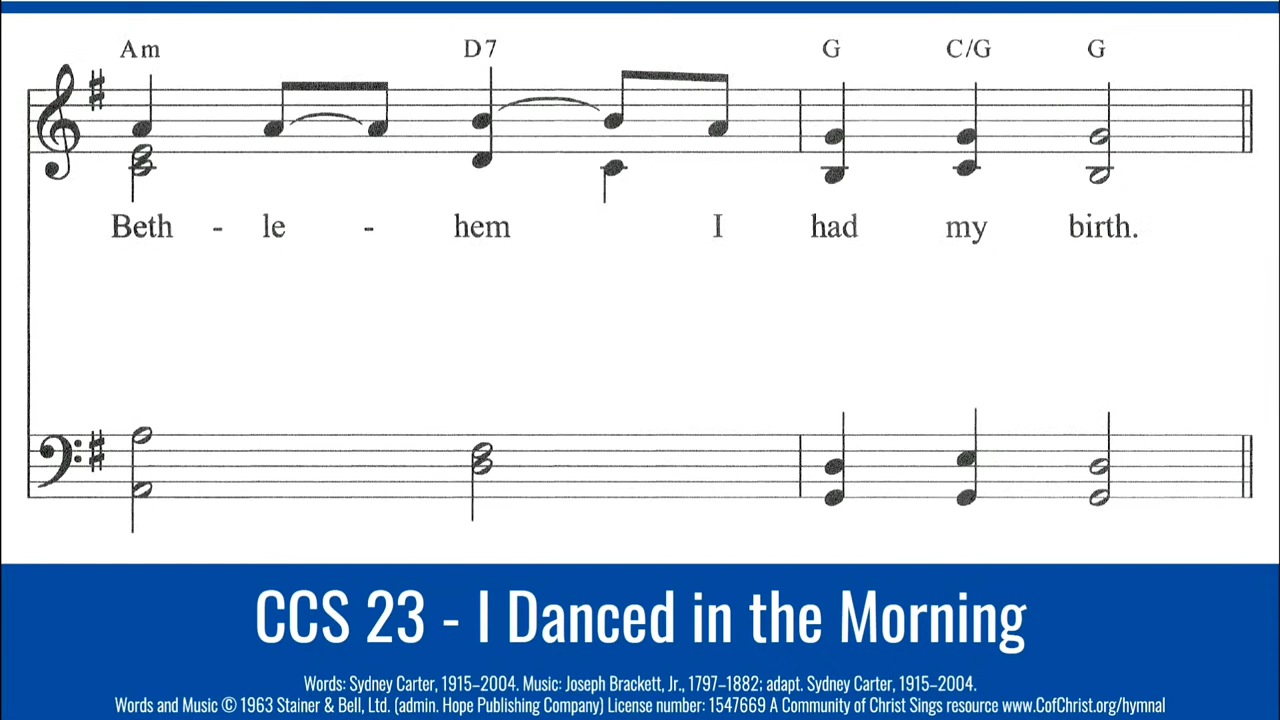 Am D7 G C/G G
Beth - le - hem I had my birth.
CCS 23 - I Danced in the Morning
Words: Sydney Carter, 1915–2004. Music: Joseph Brackett, Jr., 1797–1882; adapt. Sydney Carter, 1915–2004.
Words and Music © 1963 Stainer & Bell, Ltd. (admin. Hope Publishing Company) License number: 1547669 A Community of Christ Sings resource www.CofChrist.org/hymnal